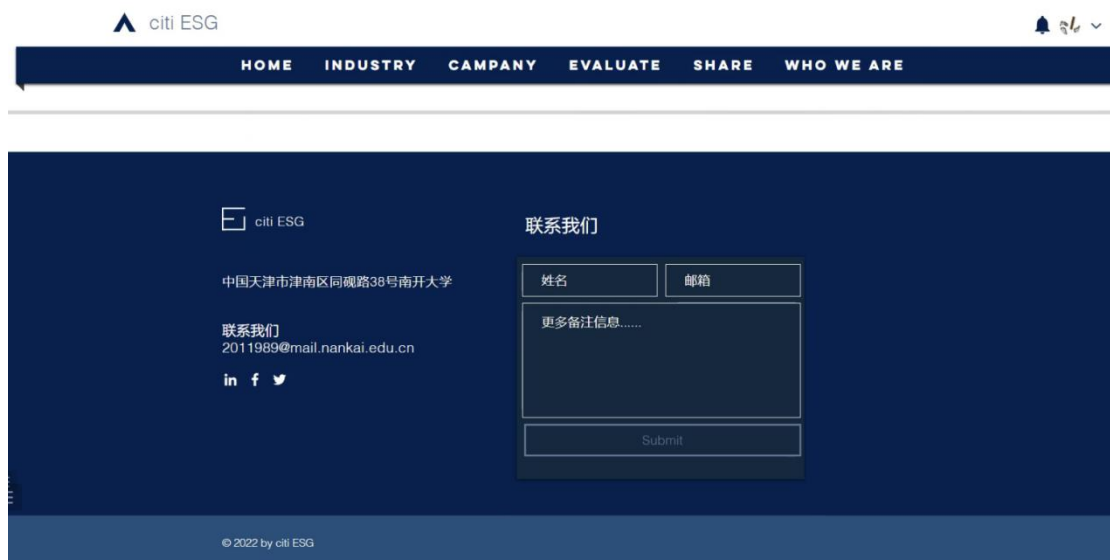 citi ESG
HOME INDUSTRY CAMPANY EVALUATE SHARE WHO WE ARE
citi ESG
中国天津市津南区同砚路38号南开大学
联系我们
2011989@mail.nankai.edu.cn
in f
联系我们
姓名 邮箱
更多备注信息......
Submit
© 2022 by citi ESG